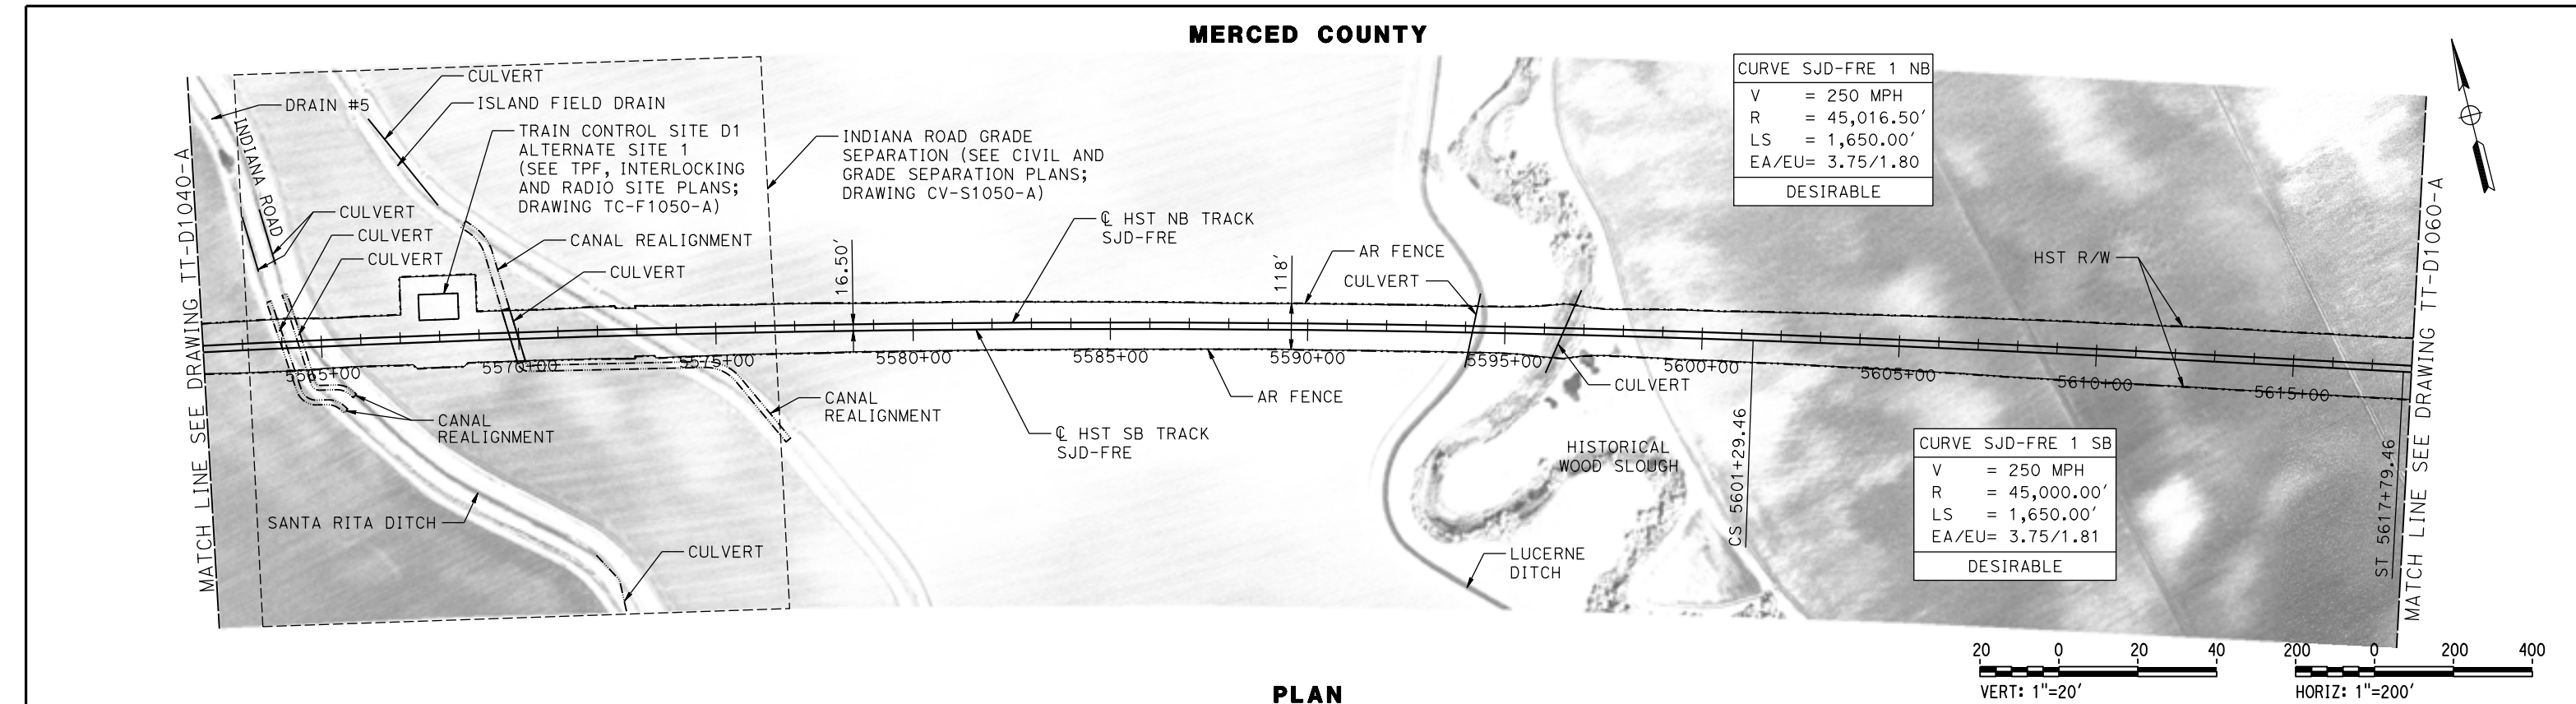 MERCED COUNTY
CULVERT
DRAIN #5
ISLAND FIELD DRAIN
INDIANA ROAD
TRAIN CONTROL SITE D1
ALTERNATE SITE 1
(SEE TPF, INTERLOCKING
AND RADIO SITE PLANS;
DRAWING TC-F1050-A)
INDIANA ROAD GRADE
SEPARATION (SEE CIVIL AND
GRADE SEPARATION PLANS;
DRAWING CV-S1050-A)
CURVE SJD-FRE 1 NB
V = 250 MPH
R = 45,016.50'
LS = 1,650.00'
EA/EU= 3.75/1.80
DESIRABLE
CULVERT
CULVERT
CULVERT
CANAL REALIGNMENT
CULVERT
16.50'
℄ HST NB TRACK
SJD-FRE
118'
AR FENCE
CULVERT
HST R/W
MATCH LINE SEE DRAWING TT-D1040-A
MATCH LINE SEE DRAWING TT-D1060-A
5565+00
5570+00
5575+00
5580+00
5585+00
5590+00
5595+00
5600+00
5605+00
5610+00
5615+00
CANAL
REALIGNMENT
CANAL
REALIGNMENT
AR FENCE
CULVERT
℄ HST SB TRACK
SJD-FRE
HISTORICAL
WOOD SLOUGH
CS 5601+29.46
ST 5617+79.46
CURVE SJD-FRE 1 SB
V = 250 MPH
R = 45,000.00'
LS = 1,650.00'
EA/EU= 3.75/1.81
DESIRABLE
SANTA RITA DITCH
CULVERT
LUCERNE
DITCH
20 0 20 40
VERT: 1"=20'
200 0 200 400
HORIZ: 1"=200'
PLAN